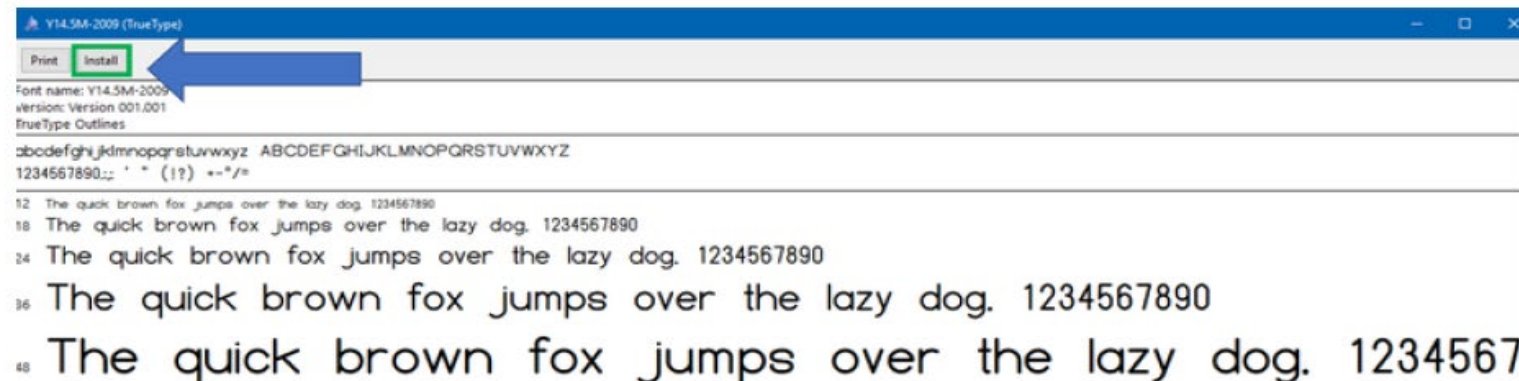 Y14.5M-2009 (TrueType)
Print Install
Font name: Y14.5M-2009
Version: Version 001.001
TrueType Outlines
abcdefghijklmnopqrstuvwxyz ABCDEFGHIJKLMNOPQRSTUVWXYZ
1234567890.:; ' " (!?) +-*/=
12 The quick brown fox jumps over the lazy dog. 1234567890
18 The quick brown fox jumps over the lazy dog. 1234567890
24 The quick brown fox jumps over the lazy dog. 1234567890
36 The quick brown fox jumps over the lazy dog. 1234567890
48 The quick brown fox jumps over the lazy dog. 1234567